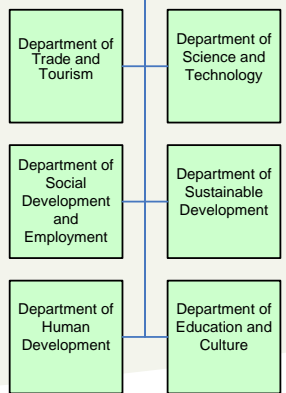 Department of
Trade and
Tourism
Department of
Science and
Technology
Department of
Social
Development
and
Employment
Department of
Sustainable
Development
Department of
Human
Development
Department of
Education and
Culture